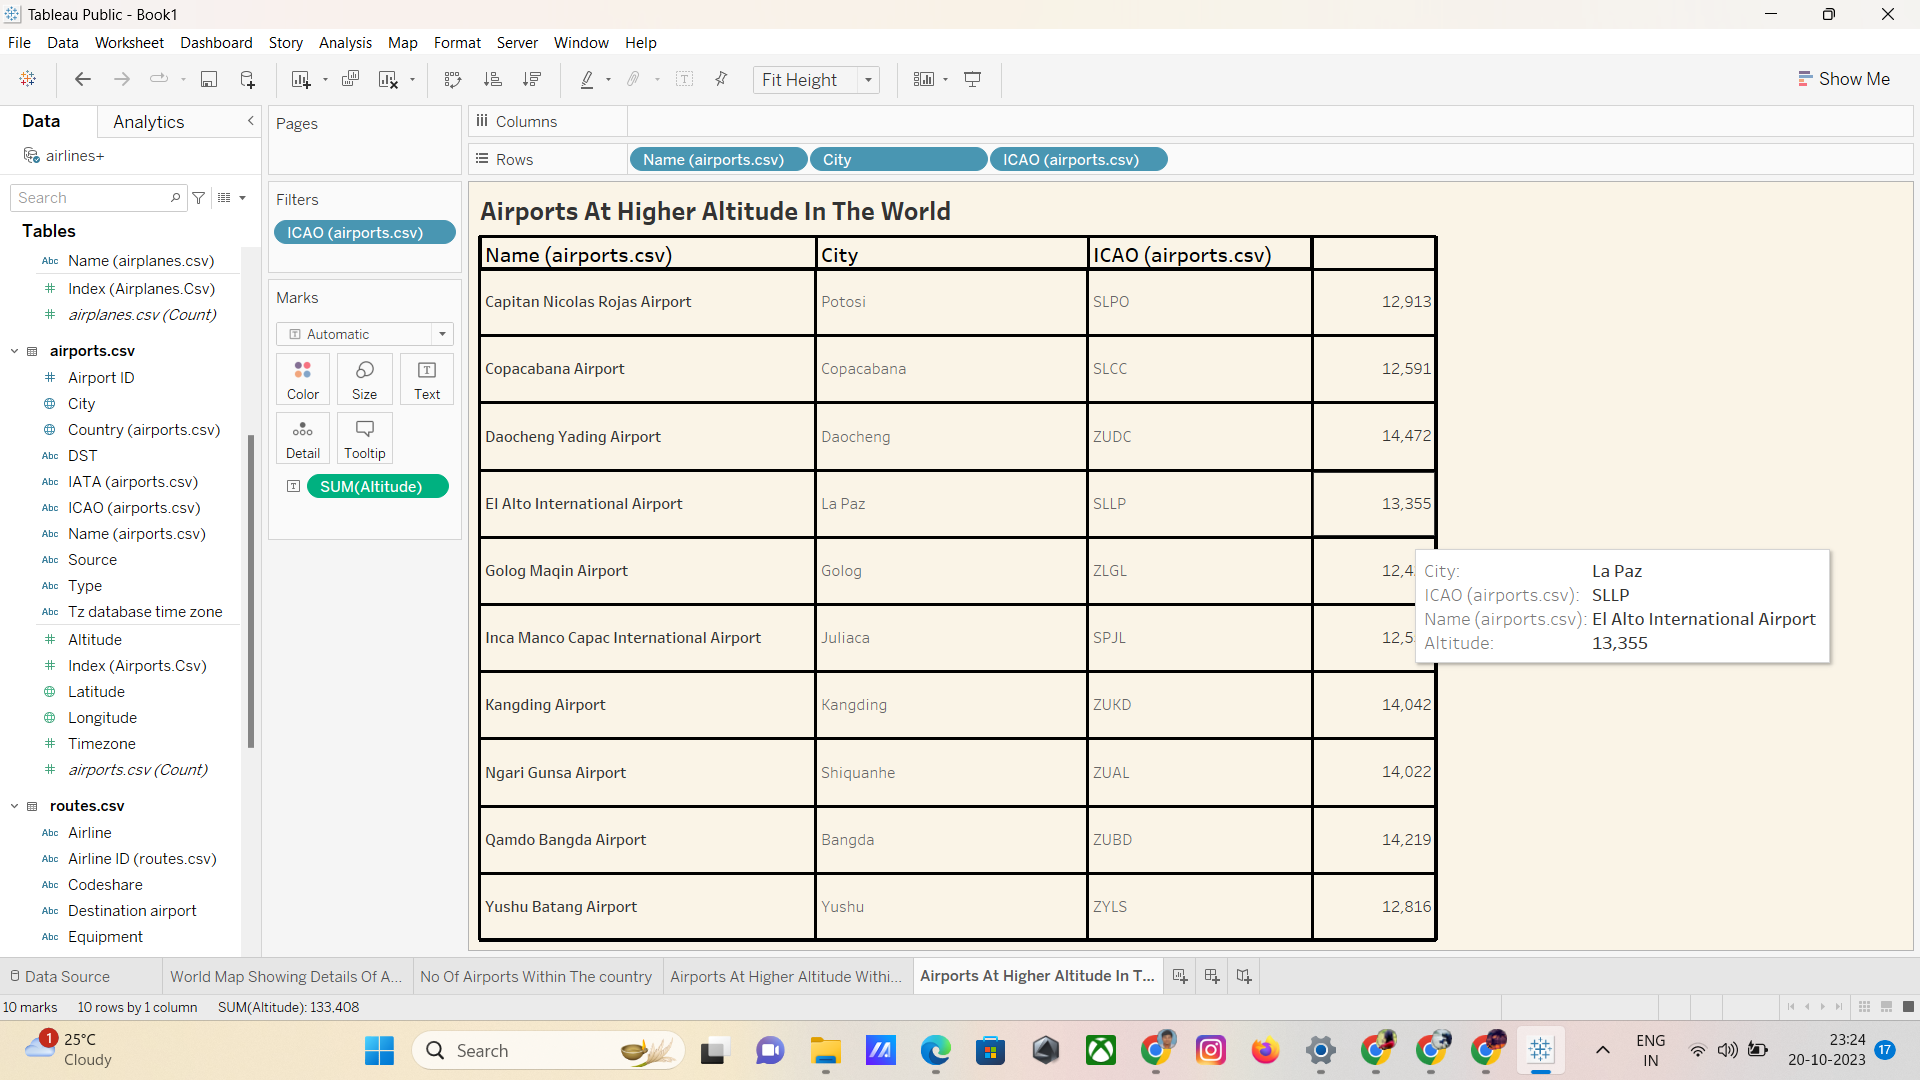 Tableau Public - Book1
File Data Worksheet Dashboard Story Analysis Map Format Server Window Help
Fit Height
Show Me
Data Analytics
airlines+
Search
Tables
Name (airplanes.csv)
Index (Airplanes.Csv)
airplanes.csv (Count)
airports.csv
Airport ID
City
Country (airports.csv)
DST
IATA (airports.csv)
ICAO (airports.csv)
Name (airports.csv)
Source
Type
Tz database time zone
Altitude
Index (Airports.Csv)
Latitude
Longitude
Timezone
airports.csv (Count)
routes.csv
Airline
Airline ID (routes.csv)
Codeshare
Destination airport
Equipment
Pages
Filters
ICAO (airports.csv)
Marks
Automatic
Color Size Text
Detail Tooltip
SUM(Altitude)
Columns
Rows Name (airports.csv) City ICAO (airports.csv)
Airports At Higher Altitude In The World
Name (airports.csv) City ICAO (airports.csv)
Capitan Nicolas Rojas Airport Potosi SLPO 12,913
Copacabana Airport Copacabana SLCC 12,591
Daocheng Yading Airport Daocheng ZUDC 14,472
El Alto International Airport La Paz SLLP 13,355
Golog Maqin Airport Golog ZLGL
Inca Manco Capac International Airport Juliaca SPJL
Kangding Airport Kangding ZUKD 14,042
Ngari Gunsa Airport Shiquanhe ZUAL 14,022
Qamdo Bangda Airport Bangda ZUBD 14,219
Yushu Batang Airport Yushu ZYLS 12,816
City: La Paz
ICAO (airports.csv): SLLP
Name (airports.csv): El Alto International Airport
Altitude: 13,355
Data Source World Map Showing Details Of A... No Of Airports Within The country Airports At Higher Altitude Withi... Airports At Higher Altitude In T...
10 marks 10 rows by 1 column SUM(Altitude): 133,408
1
25°C
Cloudy
Search
ENG
IN
23:24
20-10-2023
17